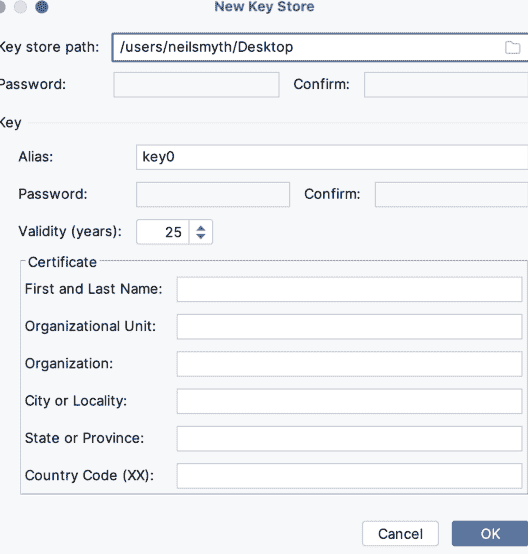 New Key Store
Key store path: /users/neilsmyth/Desktop
Password: Confirm:
Key
Alias: key0
Password: Confirm:
Validity (years): 25
Certificate
First and Last Name:
Organizational Unit:
Organization:
City or Locality:
State or Province:
Country Code (XX):
Cancel OK